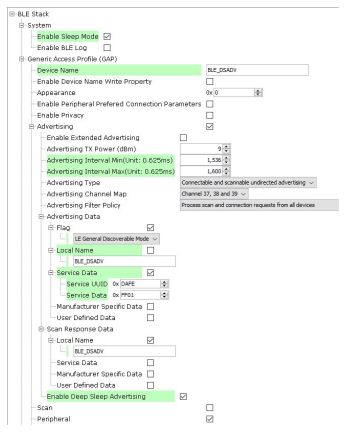 BLE Stack
System
Enable Sleep Mode
Enable BLE Log
Generic Access Profile (GAP)
Device Name BLE_DSADV
Enable Device Name Write Property
Appearance 0x 0
Enable Peripheral Prefered Connection Parameters
Enable Privacy
Advertising
Enable Extended Advertising
Advertising TX Power (dBm) 9
Advertising Interval Min(Unit: 0.625ms) 1,536
Advertising Interval Max(Unit: 0.625ms) 1,600
Advertising Type Connectable and scannable undirected advertising
Advertising Channel Map Channel 37, 38 and 39
Advertising Filter Policy Process scan and connection requests from all devices
Advertising Data
Flag
LE General Discoverable Mode
Local Name
BLE_DSADV
Service Data
Service UUID 0x DAFE
Service Data 0x FF01
Manufacturer Specific Data
User Defined Data
Scan Response Data
Local Name
BLE_DSADV
Service Data
Manufacturer Specific Data
User Defined Data
Enable Deep Sleep Advertising
Scan
Peripheral